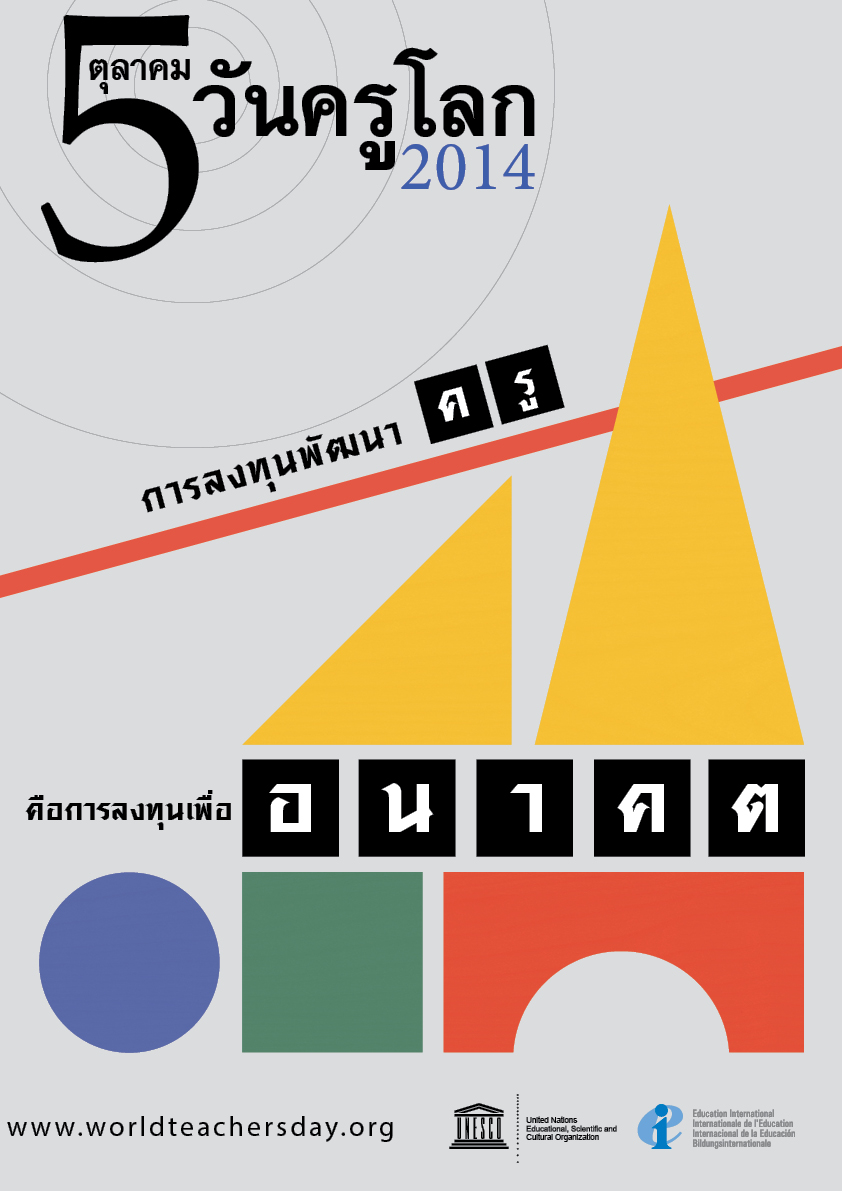 5 ตุลาคม
วันครูโลก
2014
การลงทุนพัฒนา ครู
คือการลงทุนเพื่อ อนาคต
www.worldteachersday.org
UNESCO
United Nations
Educational, Scientific and
Cultural Organization
ei
Education International
Internationale de l'Education
Internacional de la Educación
Bildungsinternationale